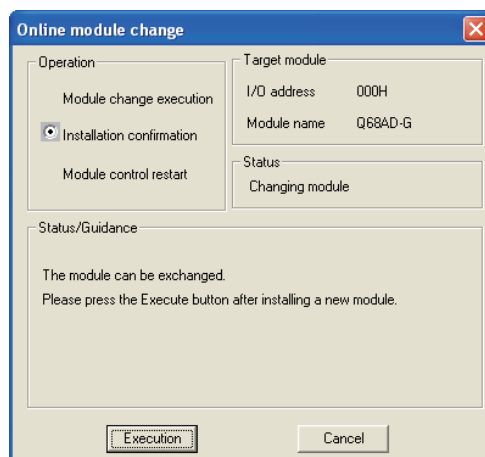 Online module change
Operation
Module change execution
Installation confirmation
Module control restart
Target module
I/O address 000H
Module name Q68AD-G
Status
Changing module
Status/Guidance
The module can be exchanged.
Please press the Execute button after installing a new module.
Execution
Cancel